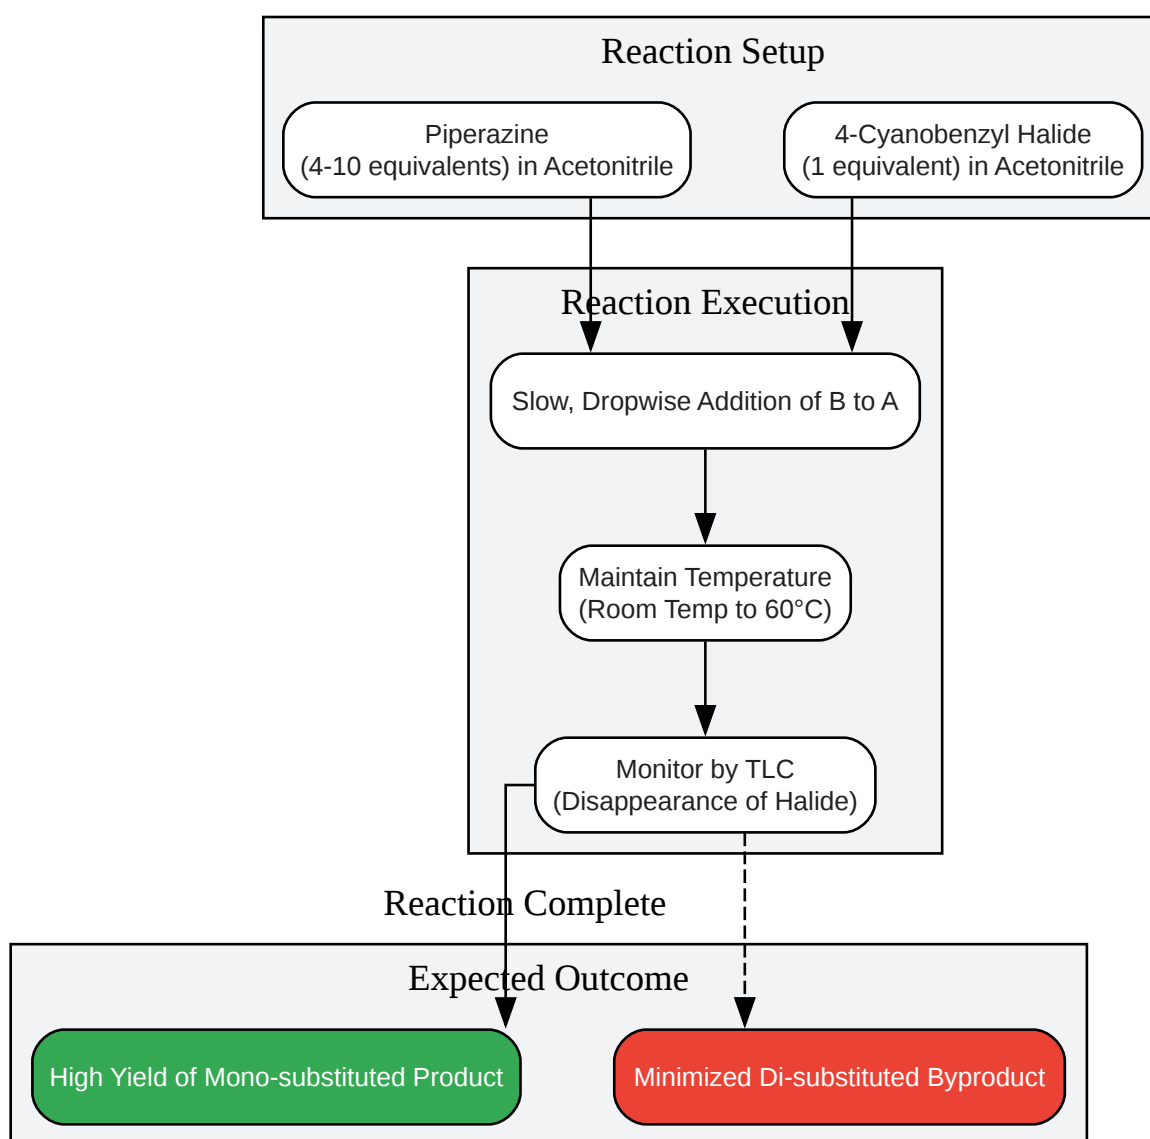 Reaction Setup
Piperazine
(4-10 equivalents) in Acetonitrile
4-Cyanobenzyl Halide
(1 equivalent) in Acetonitrile
Reaction Execution
Slow, Dropwise Addition of B to A
Maintain Temperature
(Room Temp to 60°C)
Monitor by TLC
(Disappearance of Halide)
Reaction Complete
Expected Outcome
High Yield of Mono-substituted Product
Minimized Di-substituted Byproduct